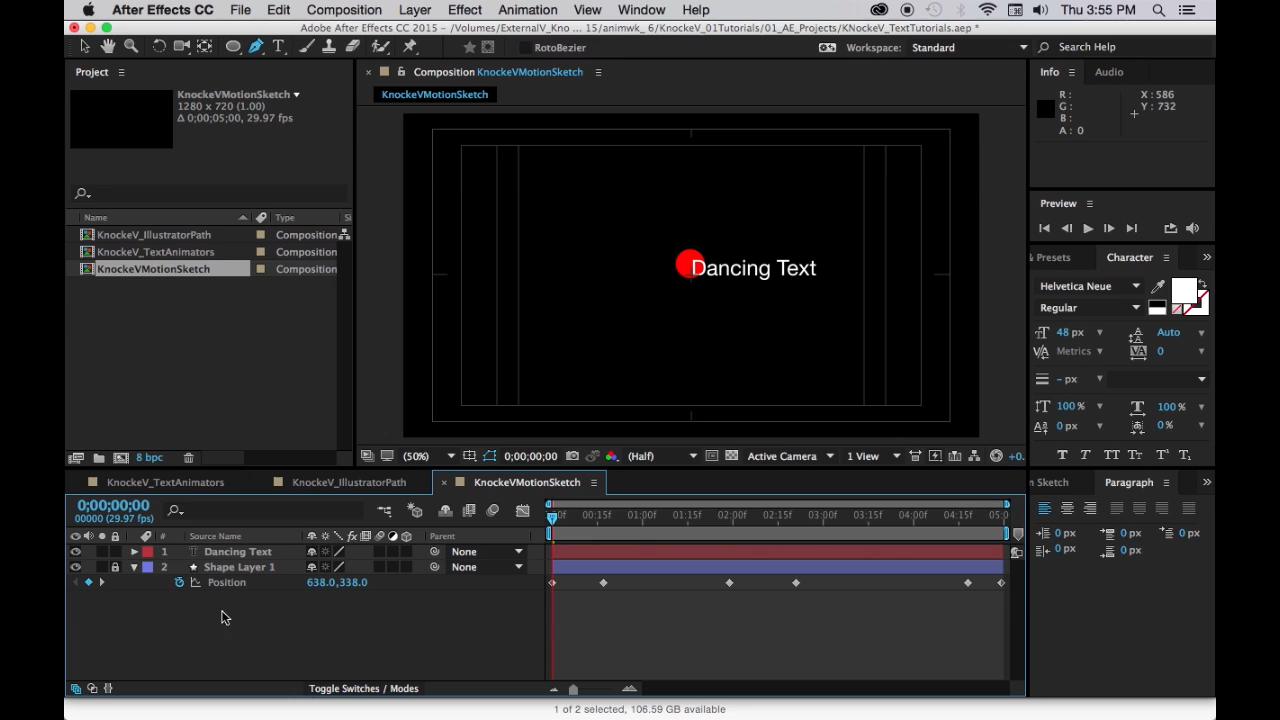 After Effects CC File Edit Composition Layer Effect Animation View Window Help Thu 3:55 PM
Adobe After Effects CC 2015 - /Volumes/ExternalV_Kno ... 15/animwk_ 6/KnockeV_01Tutorials/01_AE_Projects/KNockeV_TextTutorials.aep *
RotoBezier Workspace: Standard Search Help
Project
KnockeVMotionSketch
1280 x 720 (1.00)
Δ 0;00;05;00, 29.97 fps
Name Type Si
KnockeV_IllustratorPath Composition
KnockeV_TextAnimators Composition
KnockeVMotionSketch Composition
8 bpc
Composition KnockeVMotionSketch
KnockeVMotionSketch
Dancing Text
(50%) 0;00;00;00 (Half) Active Camera 1 View +0.
Info Audio
R : X : 586
G : Y : 732
B :
A : 0
Preview
Presets Character
Helvetica Neue
Regular
48 px Auto
Metrics 0
- px
100 % 100 %
0 px 0 %
KnockeV_TextAnimators KnockeV_IllustratorPath KnockeVMotionSketch
0;00;00;00
00000 (29.97 fps)
0f 00:15f 01:00f 01:15f 02:00f 02:15f 03:00f 03:15f 04:00f 04:15f 05:0
# Source Name Parent
1 Dancing Text None
2 Shape Layer 1 None
Position 638.0,338.0
Toggle Switches / Modes
n Sketch Paragraph
0 px 0 px 0 px
0 px 0 px
1 of 2 selected, 106.59 GB available